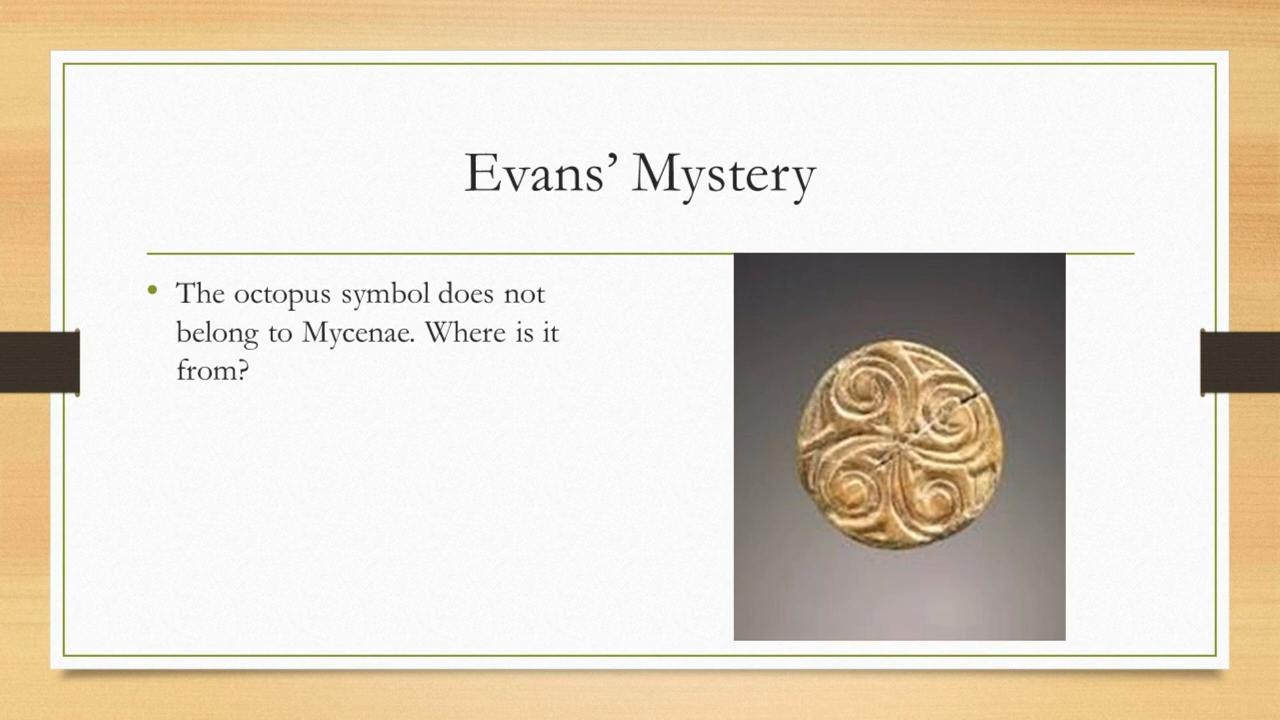 Evans’ Mystery
• The octopus symbol does not
belong to Mycenae. Where is it
from?